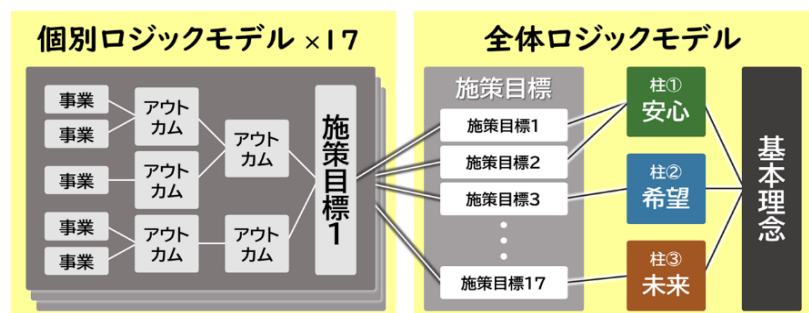 個別ロジックモデル ×17
事業
事業
事業
事業
事業
アウト
カム
アウト
カム
アウト
カム
アウト
カム
アウト
カム
施策目標1
全体ロジックモデル
施策目標
施策目標1
施策目標2
施策目標3
施策目標17
柱①
安心
柱②
希望
柱③
未来
基本理念